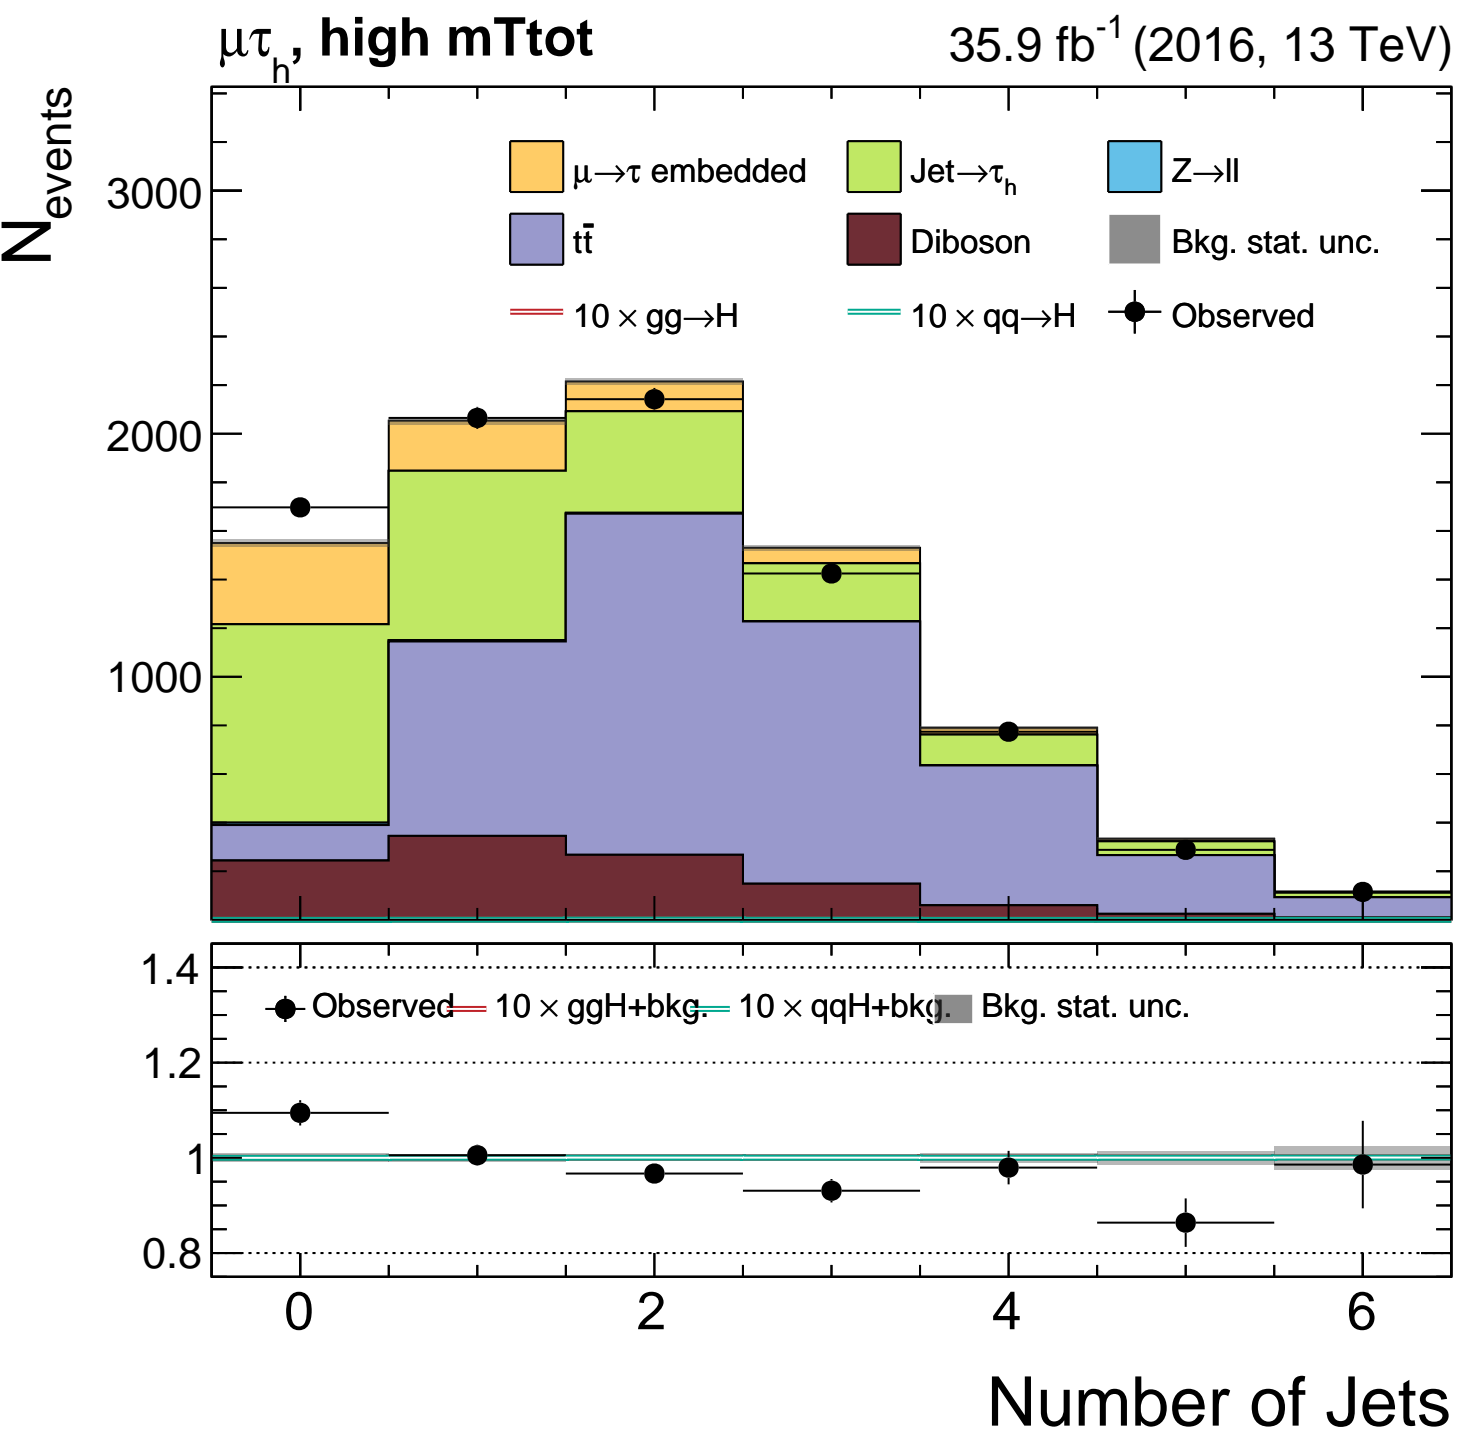 μτh, high mTtot 35.9 fb-1 (2016, 13 TeV)
Nevents
3000
2000
1000
μ→τ embedded Jet→τh Z→ll
tt̄ Diboson Bkg. stat. unc.
10 × gg→H 10 × qq→H Observed
1.4
1.2
1
0.8
Observed 10 × ggH+bkg. 10 × qqH+bkg. Bkg. stat. unc.
0 2 4 6
Number of Jets